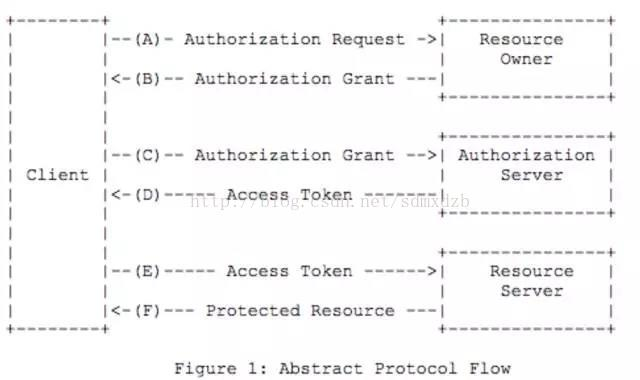 --(A)- Authorization Request ->
Resource
Owner
<-(B)-- Authorization Grant ---
--(C)-- Authorization Grant -->
Authorization
Server
Client
<-(D)----- Access Token -------
http://blog.csdn.net/sdmxdzb
--(E)----- Access Token ------>
Resource
Server
<-(F)--- Protected Resource ---
Figure 1: Abstract Protocol Flow